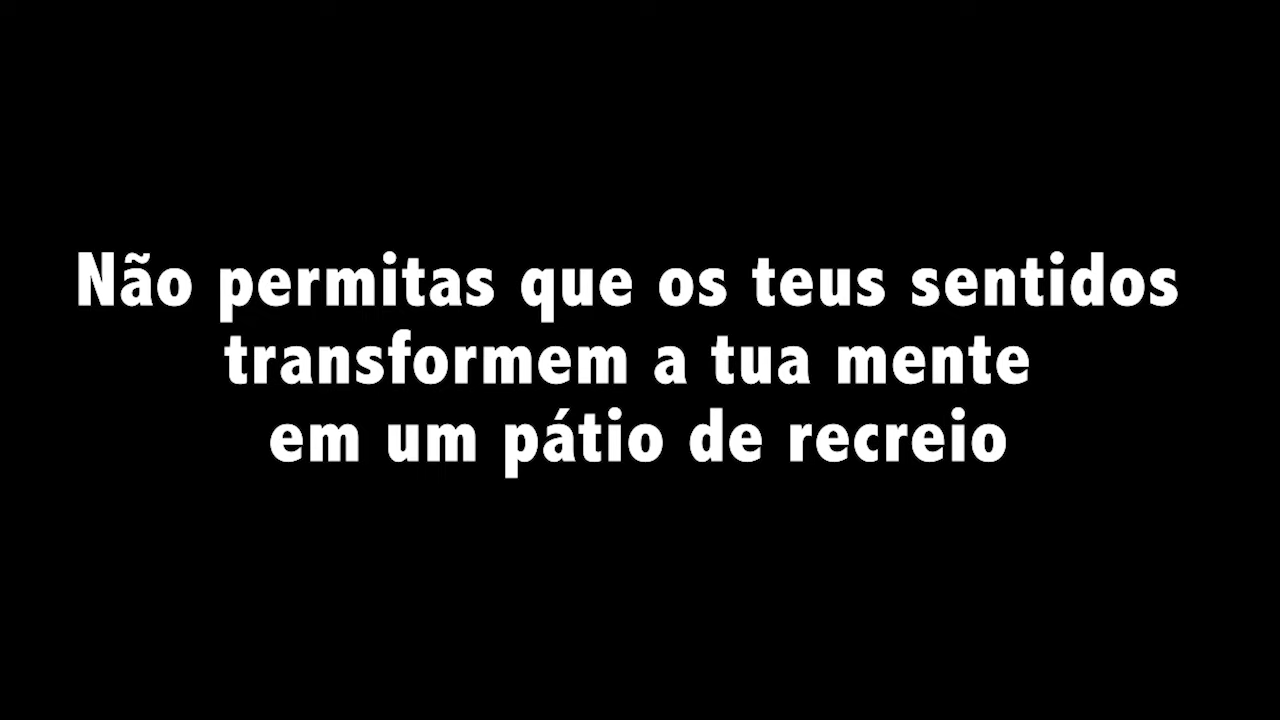 Não permitas que os teus sentidos
transformem a tua mente
em um pátio de recreio